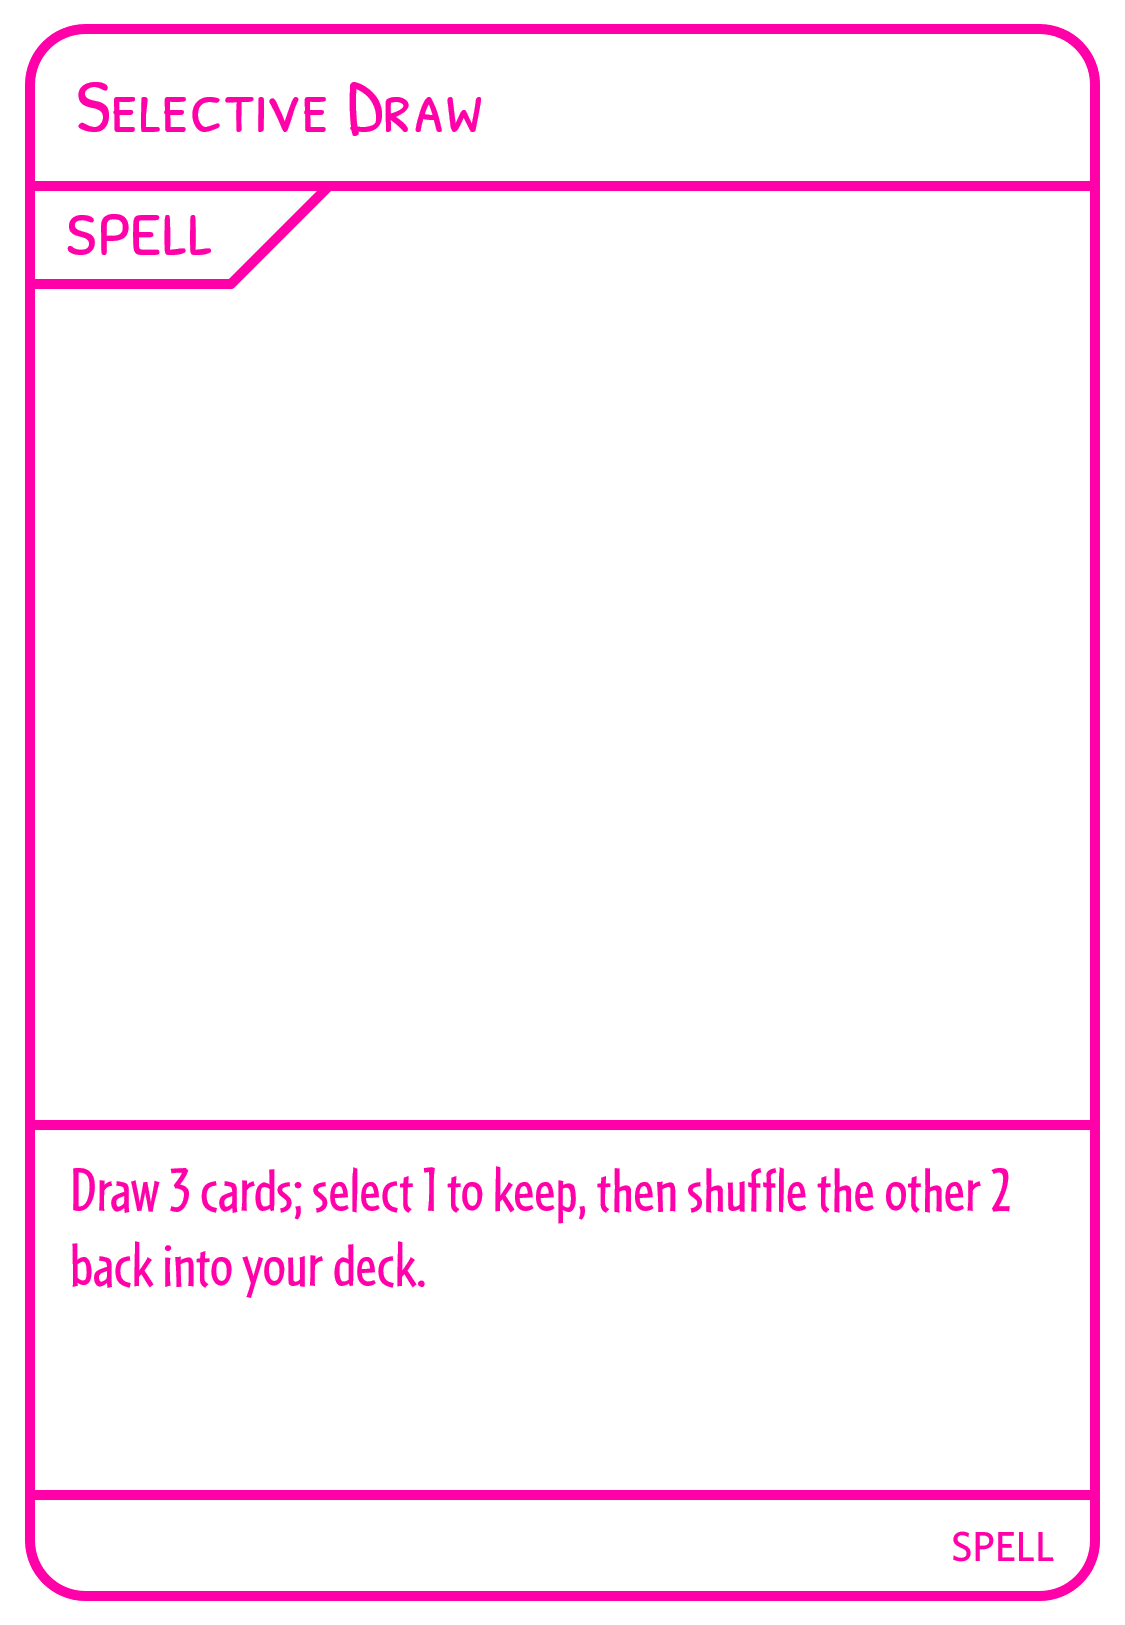 Selective Draw
SPELL
Draw 3 cards; select 1 to keep, then shuffle the other 2
back into your deck.
SPELL